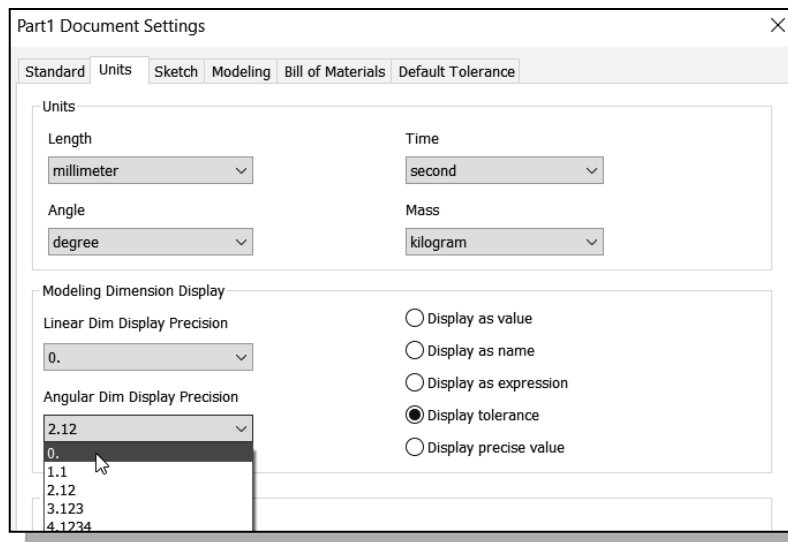 Part1 Document Settings
Standard Units Sketch Modeling Bill of Materials Default Tolerance
Units
Length Time
millimeter second
Angle Mass
degree kilogram
Modeling Dimension Display
Linear Dim Display Precision
0.
Angular Dim Display Precision
2.12
0.
1.1
2.12
3.123
4.1234
Display as value
Display as name
Display as expression
Display tolerance
Display precise value